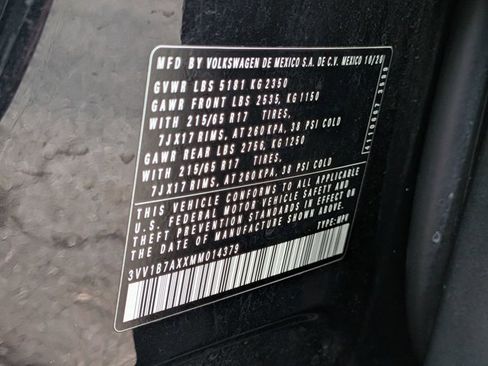 MFD BY VOLKSWAGEN DE MEXICO S.A. DE C.V. MEXICO 10/20
GVWR LBS 5181 KG 2350
GAWR FRONT LBS 2535, KG 1150
WITH 215/65 R17 TIRES,
7JX17 RIMS, AT 260 KPA, 38 PSI COLD
GAWR REAR LBS 2756, KG 1250
WITH 215/65 R17 TIRES,
7JX17 RIMS, AT 260 KPA, 38 PSI COLD
THIS VEHICLE CONFORMS TO ALL APPLICABLE
U.S. FEDERAL MOTOR VEHICLE SAFETY AND
THEFT PREVENTION STANDARDS IN EFFECT ON
THE DATE OF MANUFACTURE SHOWN ABOVE.
3VV1B7AXXMM014379
TYPE: MPV